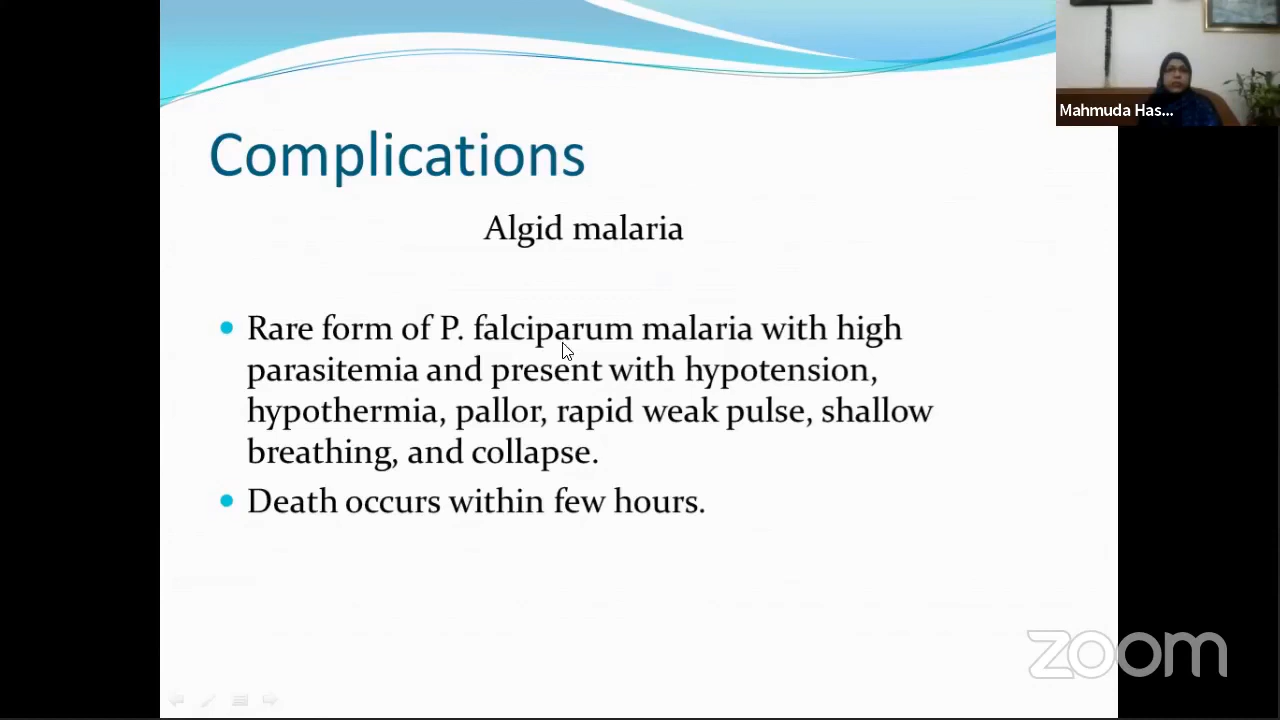 Mahmuda Has...
Complications
Algid malaria
• Rare form of P. falciparum malaria with high
parasitemia and present with hypotension,
hypothermia, pallor, rapid weak pulse, shallow
breathing, and collapse.
• Death occurs within few hours.
zoom